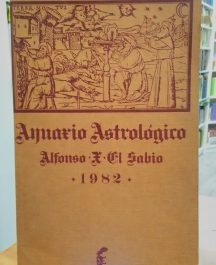 Anuario Astrológico
Alfonso·X·El Sabio
·1982·